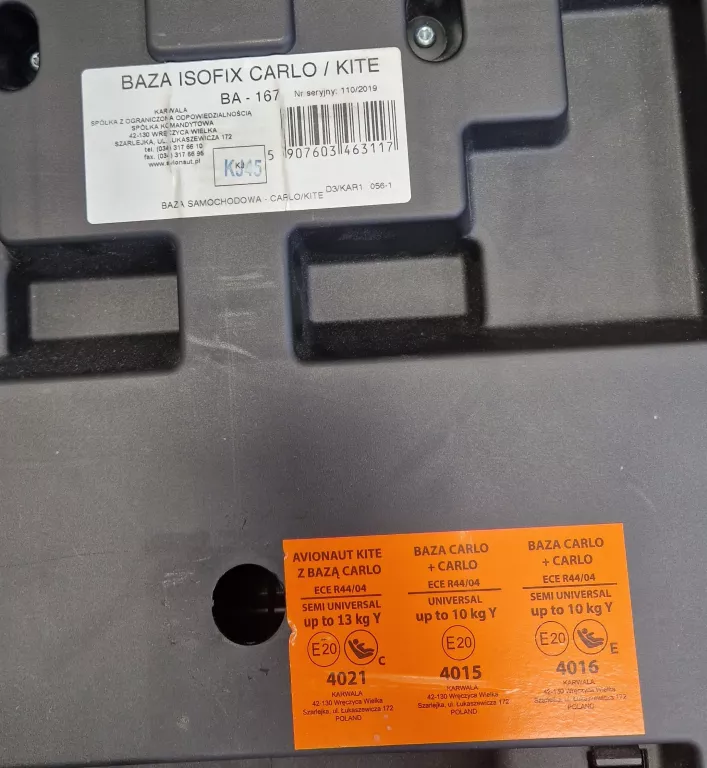 BAZA ISOFIX CARLO / KITE
BA - 167 Nr seryjny: 110/2019
KARWALA
SPÓŁKA Z OGRANICZONĄ ODPOWIEDZIALNOŚCIĄ
SPÓŁKA KOMANDYTOWA
42-130 WRĘCZYCA WIELKA
SZARLEJKA, UL. ŁUKASZEWICZA 172
tel. (034) 317 66 10
fax. (034) 317 66 96
www.avionaut.pl
KJ45
5 907603 463117
D3/KAR1 056-1
BAZA SAMOCHODOWA - CARLO/KITE
AVIONAUT KITE
Z BAZĄ CARLO
ECE R44/04
SEMI UNIVERSAL
up to 13 kg Y
E20
C
4021
KARWALA
42-130 Wręczyca Wielka
Szarlejka, ul. Łukaszewicza 172
POLAND
BAZA CARLO
+ CARLO
ECE R44/04
UNIVERSAL
up to 10 kg Y
E20
4015
KARWALA
42-130 Wręczyca Wielka
Szarlejka, ul. Łukaszewicza 172
POLAND
BAZA CARLO
+ CARLO
ECE R44/04
SEMI UNIVERSAL
up to 10 kg Y
E20
E
4016
KARWALA
42-130 Wręczyca Wielka
Szarlejka, ul. Łukaszewicza 172
POLAND